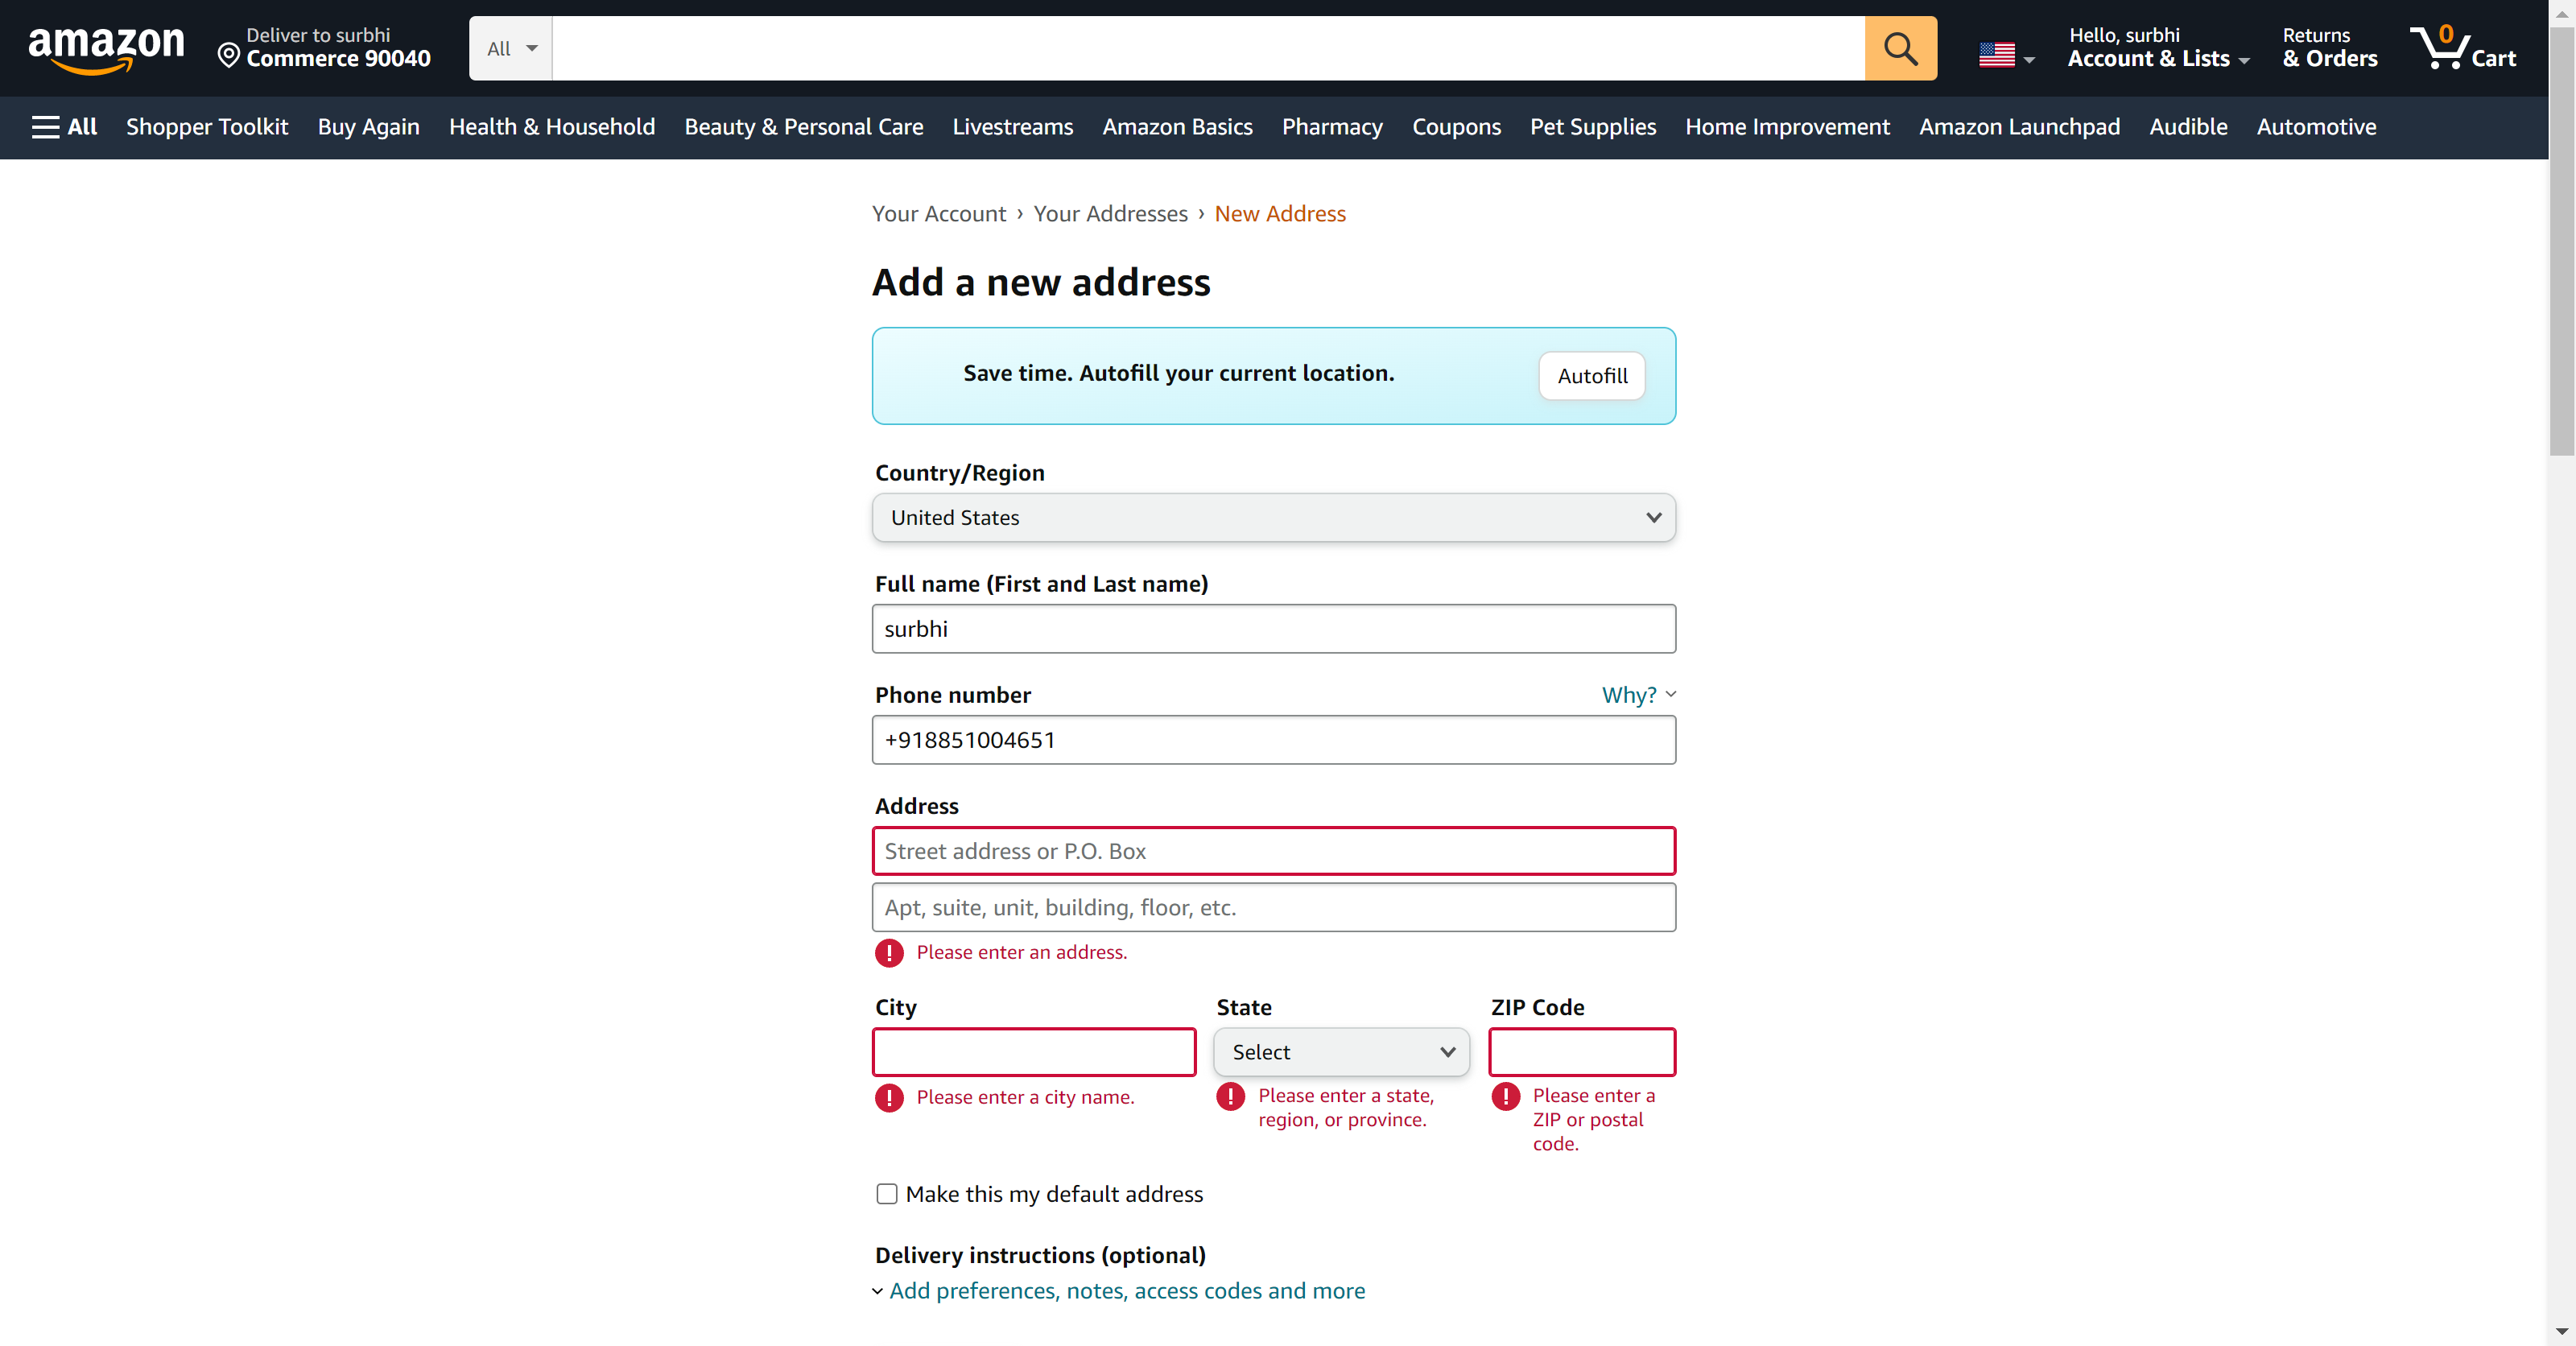 amazon
Deliver to surbhi
Commerce 90040
All
Hello, surbhi
Account & Lists
Returns
& Orders
0
Cart
All
Shopper Toolkit
Buy Again
Health & Household
Beauty & Personal Care
Livestreams
Amazon Basics
Pharmacy
Coupons
Pet Supplies
Home Improvement
Amazon Launchpad
Audible
Automotive
Your Account › Your Addresses › New Address
Add a new address
Save time. Autofill your current location.
Autofill
Country/Region
United States
Full name (First and Last name)
surbhi
Phone number
Why?
+918851004651
Address
Street address or P.O. Box
Apt, suite, unit, building, floor, etc.
Please enter an address.
City
State
ZIP Code
Select
Please enter a city name.
Please enter a state,
region, or province.
Please enter a
ZIP or postal
code.
Make this my default address
Delivery instructions (optional)
Add preferences, notes, access codes and more